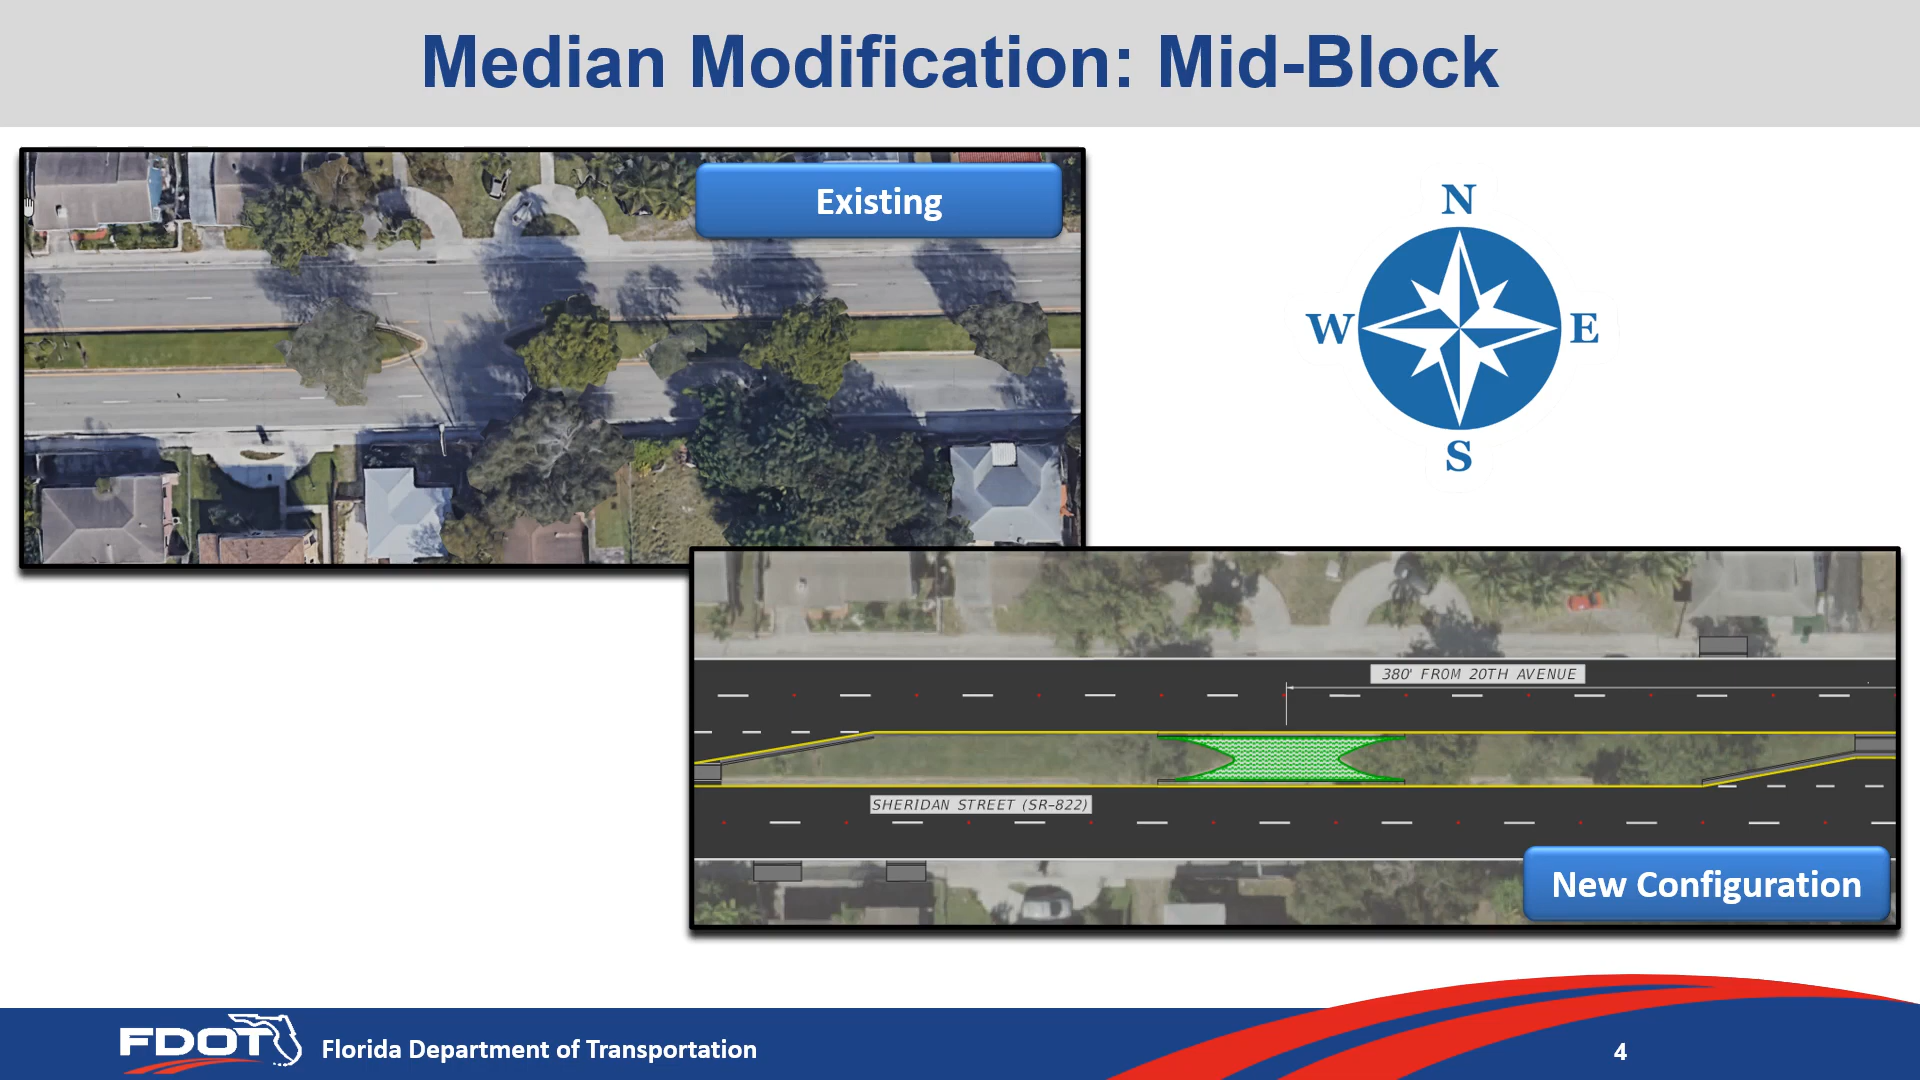 Median Modification: Mid-Block
Existing
N
W
E
S
380' FROM 20TH AVENUE
SHERIDAN STREET (SR-822)
New Configuration
FDOT
Florida Department of Transportation
4